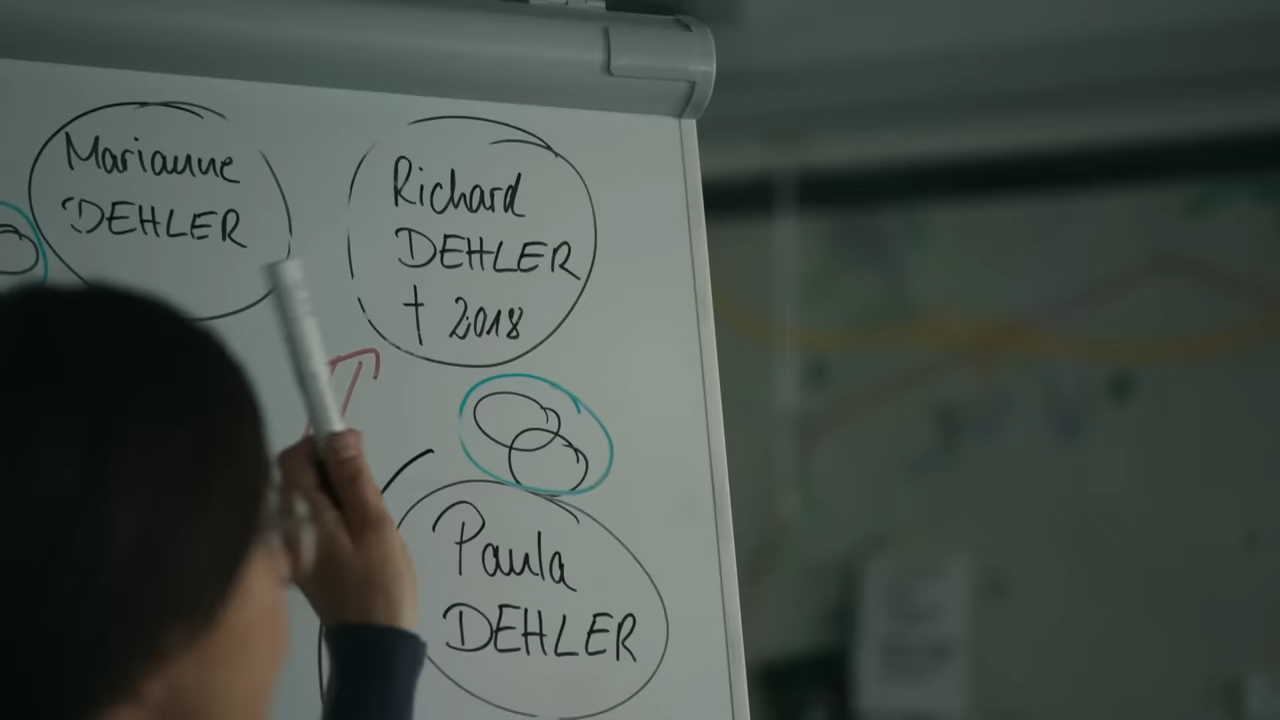 Marianne
DEHLER
Richard
DEHLER
† 2018
Paula
DEHLER